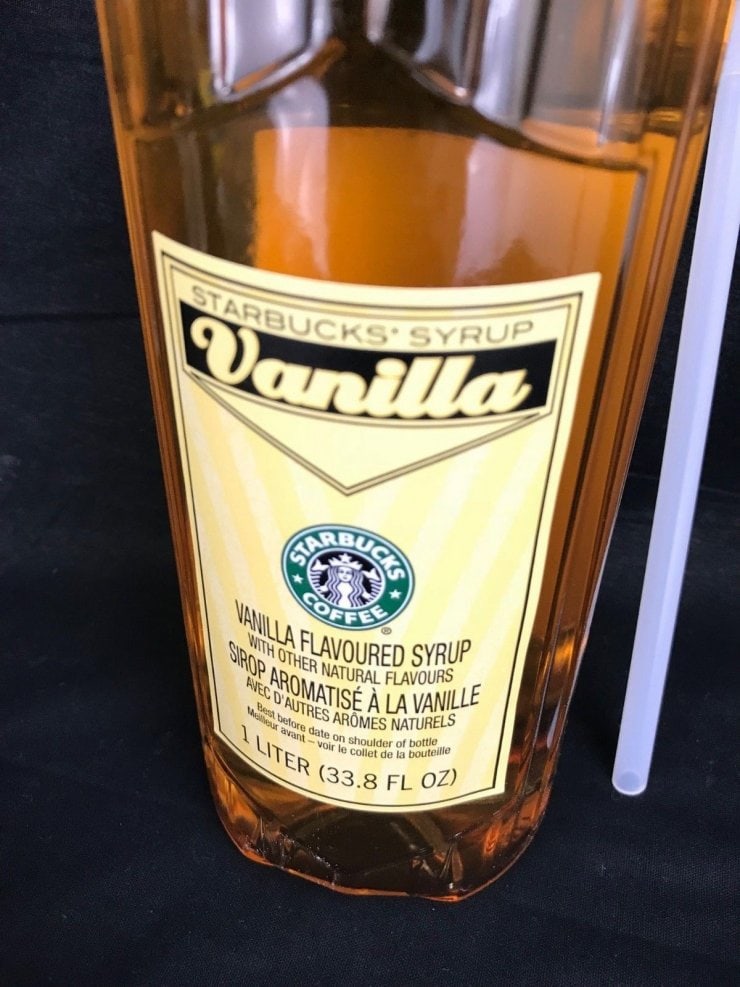 STARBUCKS® SYRUP
Vanilla
STARBUCKS
COFFEE
®
VANILLA FLAVOURED SYRUP
WITH OTHER NATURAL FLAVOURS
SIROP AROMATISÉ À LA VANILLE
AVEC D'AUTRES ARÔMES NATURELS
Best before date on shoulder of bottle
Meilleur avant – voir le collet de la bouteille
1 LITER (33.8 FL OZ)